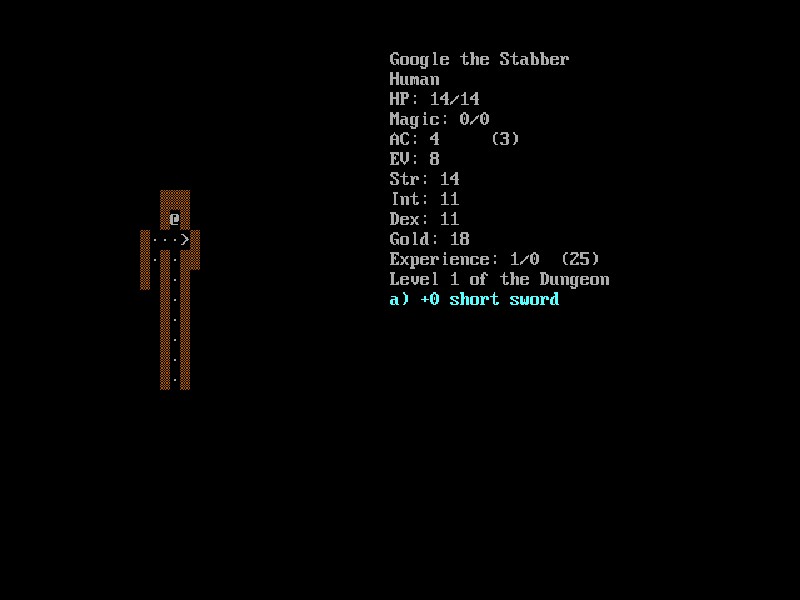 Google the Stabber
Human
HP: 14/14
Magic: 0/0
AC: 4     (3)
EV: 8
Str: 14
Int: 11
@
Dex: 11
...>
Gold: 18
. .
Experience: 1/0  (25)
.
Level 1 of the Dungeon
.
a) +0 short sword
.
.
.
.